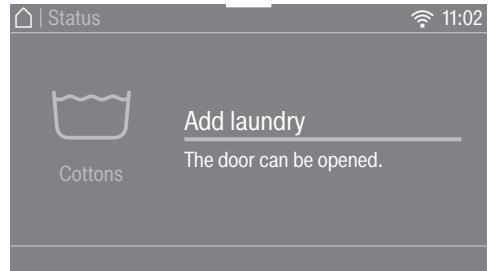 | Status
11:02
Add laundry
The door can be opened.
Cottons